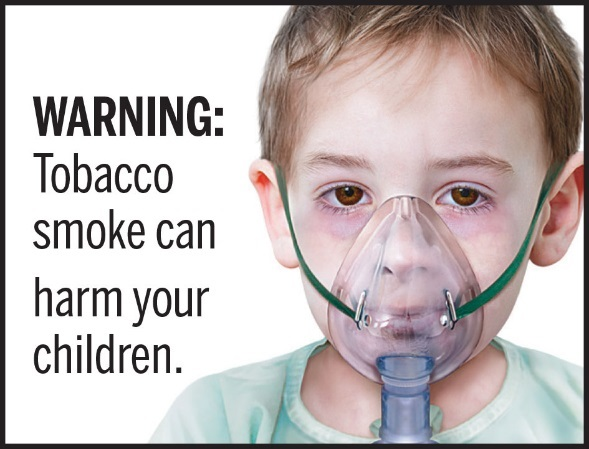 WARNING:
Tobacco
smoke can
harm your
children.